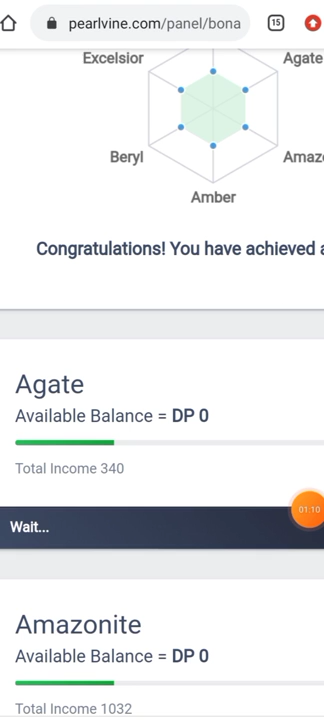 pearlvine.com/panel/bona
15
Excelsior
Agate
Beryl
Amaz
Amber
Congratulations! You have achieved a
Agate
Available Balance = DP 0
Total Income 340
Wait...
01:10
Amazonite
Available Balance = DP 0
Total Income 1032